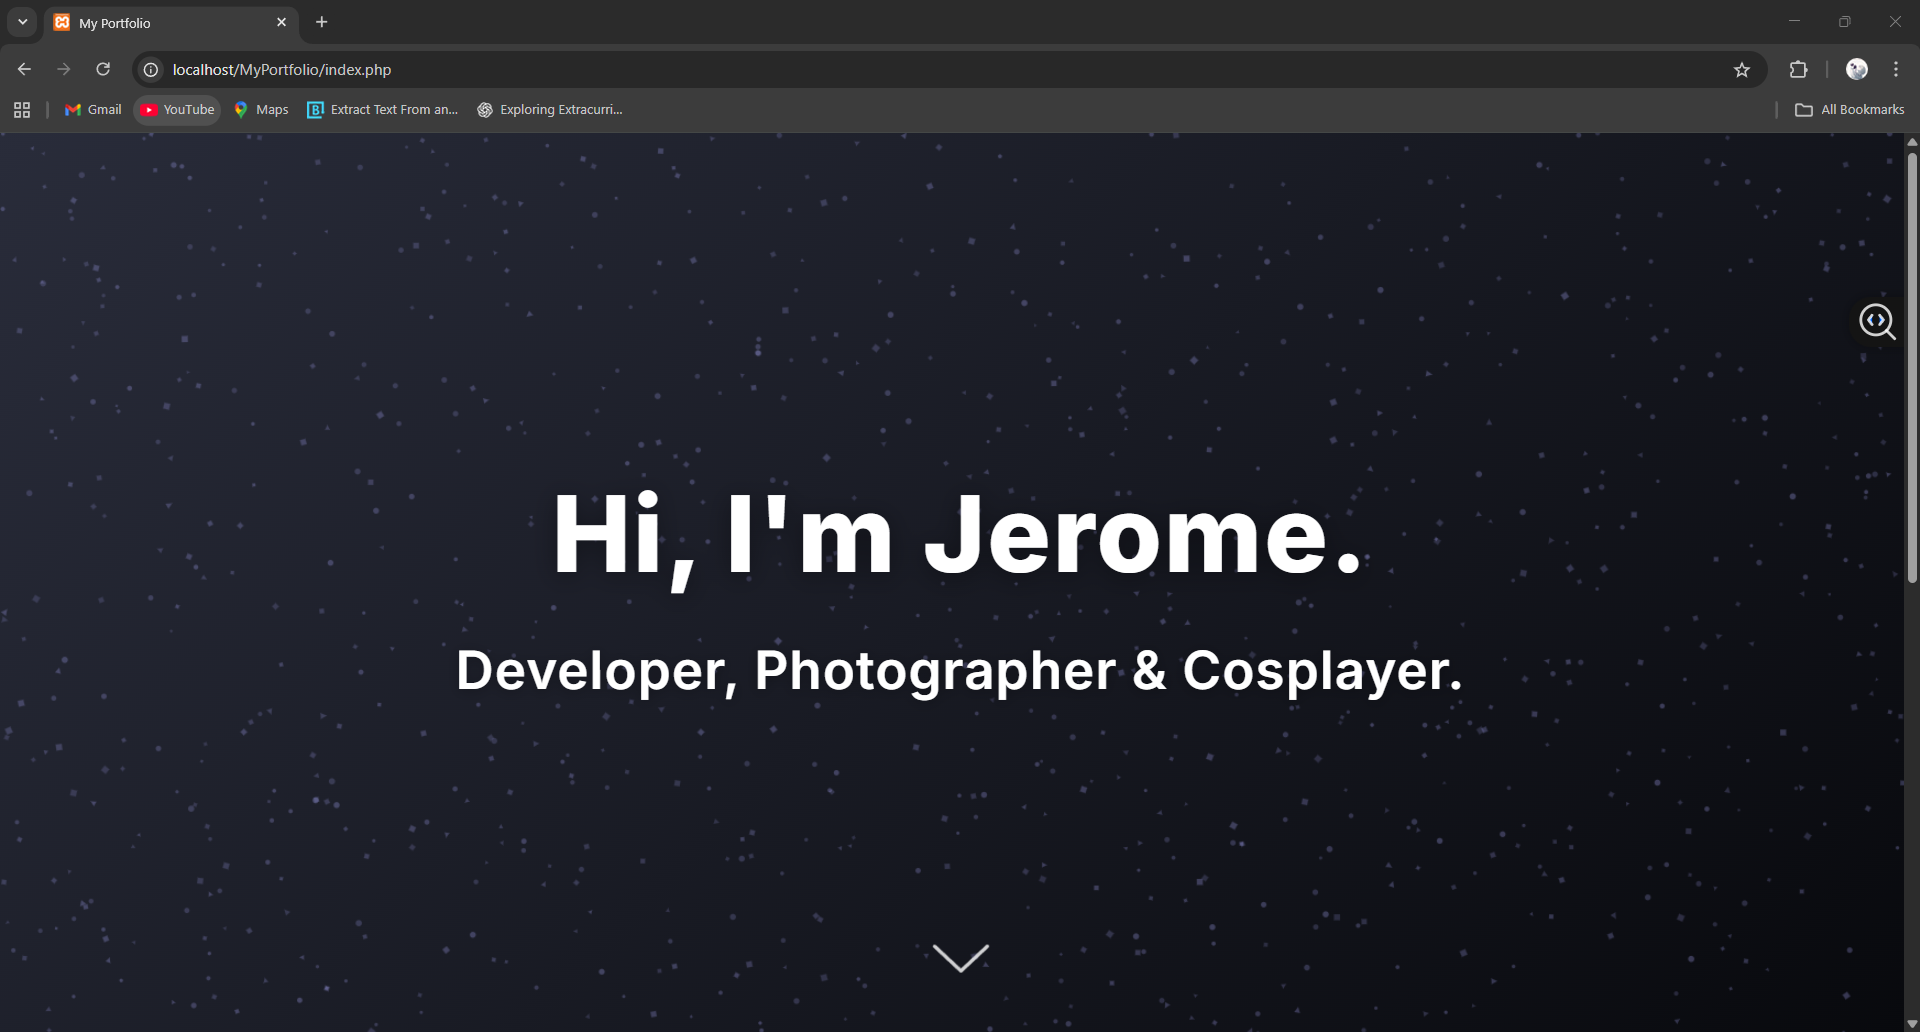 My Portfolio
localhost/MyPortfolio/index.php
Gmail YouTube Maps Extract Text From an... Exploring Extracurri... All Bookmarks
Hi, I'm Jerome.
Developer, Photographer & Cosplayer.